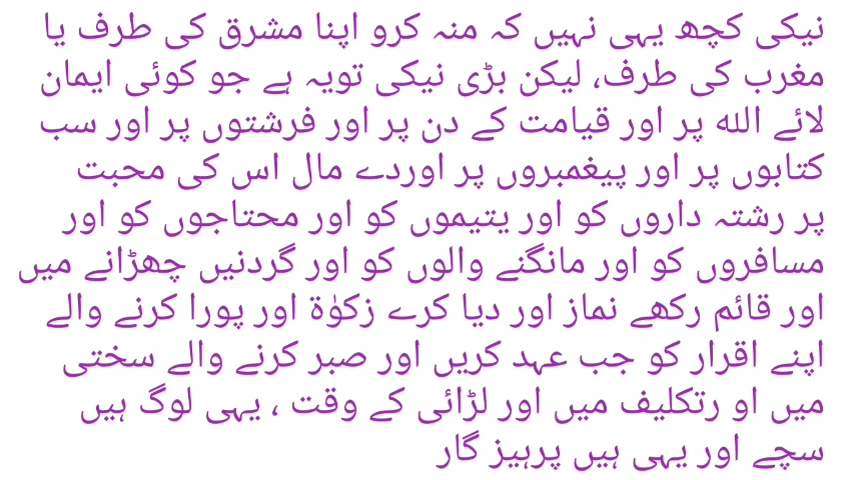 نیکی کچھ یہی نہیں کہ منہ کرو اپنا مشرق کی طرف یا
مغرب کی طرف، لیکن بڑی نیکی تویہ ہے جو کوئی ایمان
لائے اللہ پر اور قیامت کے دن پر اور فرشتوں پر اور سب
کتابوں پر اور پیغمبروں پر اوردے مال اس کی محبت
پر رشتہ داروں کو اور یتیموں کو اور محتاجوں کو اور
مسافروں کو اور مانگنے والوں کو اور گردنیں چھڑانے میں
اور قائم رکھے نماز اور دیا کرے زکوٰۃ اور پورا کرنے والے
اپنے اقرار کو جب عہد کریں اور صبر کرنے والے سختی
میں او رتکلیف میں اور لڑائی کے وقت ، یہی لوگ ہیں
سچے اور یہی ہیں پرہیز گار